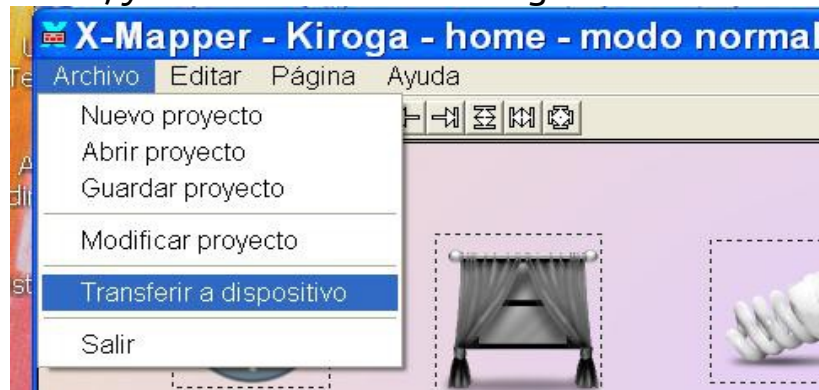 X-Mapper - Kiroga - home - modo normal
Archivo Editar Página Ayuda
Nuevo proyecto
Abrir proyecto
Guardar proyecto
Modificar proyecto
Transferir a dispositivo
Salir